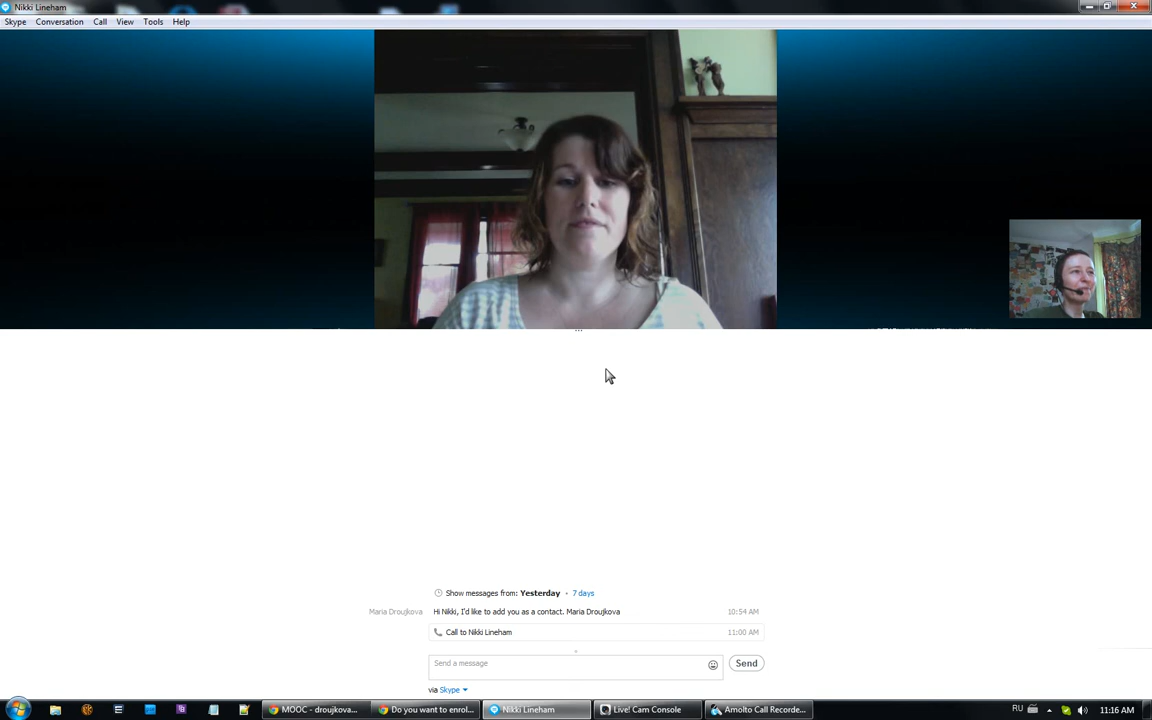 Nikki Lineham
Skype Conversation Call View Tools Help
Show messages from: Yesterday • 7 days
Maria Droujkova Hi Nikki, I'd like to add you as a contact. Maria Droujkova 10:54 AM
Call to Nikki Lineham 11:00 AM
Send a message Send
via Skype
MOOC - droujkova... Do you want to enrol... Nikki Lineham Live! Cam Console Amolto Call Recorde... RU 11:16 AM